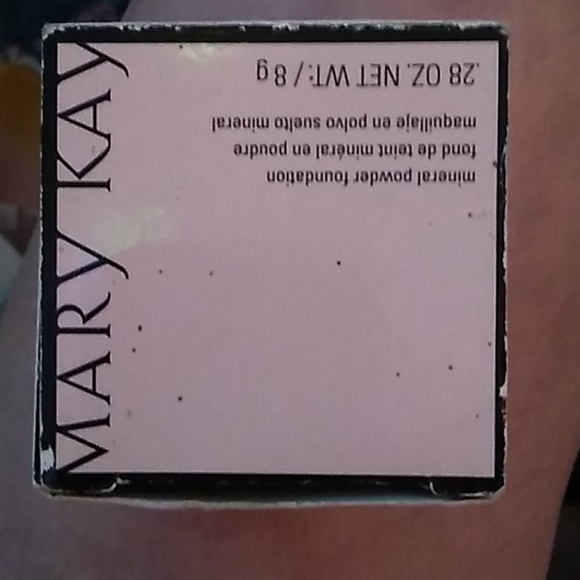 MARY KAY
mineral powder foundation
fond de teint minéral en poudre
maquillaje en polvo suelto mineral
.28 OZ. NET WT. / 8 g